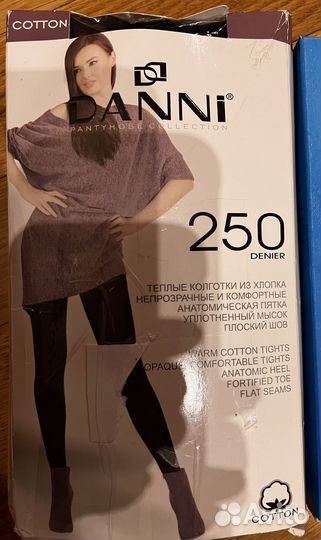 COTTON
DANNi®
PANTYHOSE COLLECTION
250
DENIER
ТЕПЛЫЕ КОЛГОТКИ ИЗ ХЛОПКА
НЕПРОЗРАЧНЫЕ И КОМФОРТНЫЕ
АНАТОМИЧЕСКАЯ ПЯТКА
УПЛОТНЕННЫЙ МЫСОК
ПЛОСКИЙ ШОВ
WARM COTTON TIGHTS
OPAQUE, COMFORTABLE TIGHTS
ANATOMIC HEEL
FORTIFIED TOE
FLAT SEAMS
COTTON
Avito